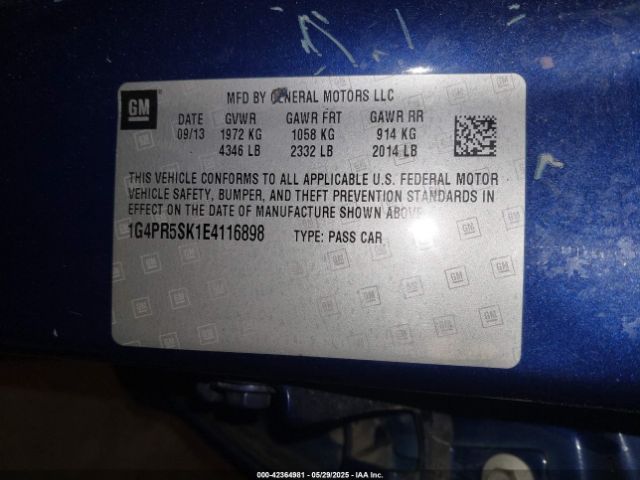 GM
MFD BY GENERAL MOTORS LLC
DATE GVWR GAWR FRT GAWR RR
09/13 1972 KG 1058 KG 914 KG
4346 LB 2332 LB 2014 LB
THIS VEHICLE CONFORMS TO ALL APPLICABLE U.S. FEDERAL MOTOR
VEHICLE SAFETY, BUMPER, AND THEFT PREVENTION STANDARDS IN
EFFECT ON THE DATE OF MANUFACTURE SHOWN ABOVE.
1G4PR5SK1E4116898 TYPE: PASS CAR
000-42364981 - 05/29/2025 - IAA Inc.